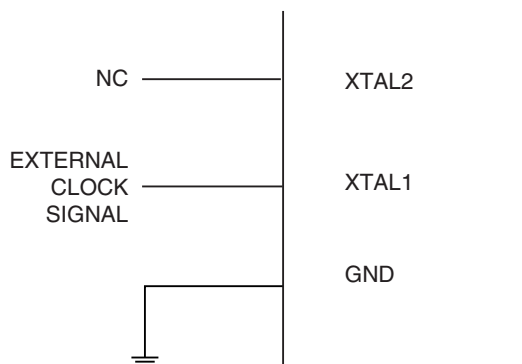 NC
XTAL2
EXTERNAL
CLOCK
SIGNAL
XTAL1
GND